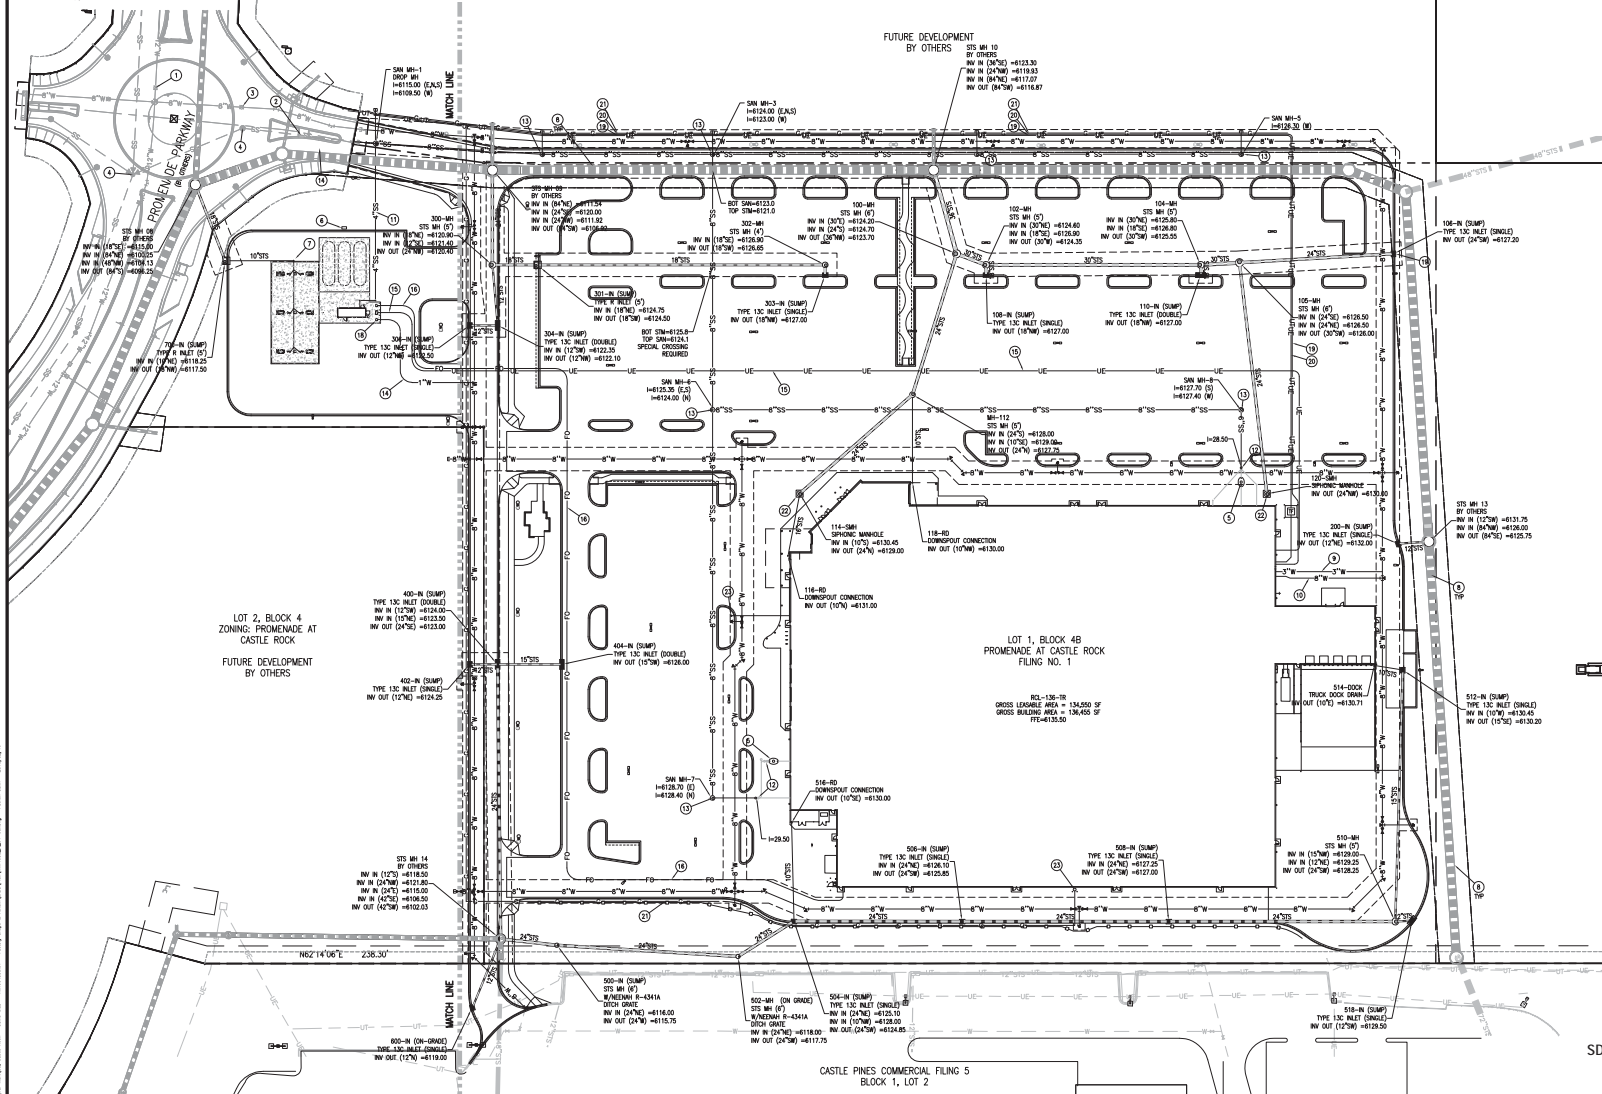 FUTURE DEVELOPMENT
BY OTHERS
STS MH 10
BY OTHERS
INV IN (36"SE) =6123.30
INV IN (24"NW) =6119.93
INV IN (84"NE) =6117.07
INV OUT (84"SW) =6116.87
SAN MH-1
DROP MH
I=6115.00 (E,N,S)
I=6109.50 (W)
MATCH LINE
SAN MH-3
I=6124.00 (E,N,S)
I=6123.00 (W)
SAN MH-5
I=6126.30 (W)
PROMENADE PARKWAY
(BY OTHERS)
STS MH 08
BY OTHERS
INV IN (18"SE) =6115.00
INV IN (84"NE) =6100.25
INV IN (48"NW) =6104.13
INV OUT (84"S) =6096.25
300-MH
STS MH (5')
INV IN (18"NE) =6120.90
INV IN (12"SE) =6121.40
INV OUT (24"NW) =6120.40
STS MH 09
BY OTHERS
INV IN (84"NE) =6111.54
INV IN (24"SE) =6120.00
INV IN (24"NW) =6111.92
BOT SAN=6123.0
TOP STM=6121.0
302-MH
STS MH (4')
INV IN (18"SE) =6126.90
INV OUT (18"SW) =6126.65
100-MH
STS MH (6')
INV IN (30"E) =6124.20
INV IN (24"S) =6124.70
INV OUT (36"NW) =6123.70
102-MH
STS MH (5')
INV IN (30"NE) =6124.60
INV IN (18"SE) =6126.90
INV OUT (30"W) =6124.35
104-MH
STS MH (5')
INV IN (30"NE) =6125.80
INV IN (18"SE) =6126.80
INV OUT (30"SW) =6125.55
106-IN (SUMP)
TYPE 13C INLET (SINGLE)
INV OUT (24"SW) =6127.20
301-IN (SUMP)
TYPE R INLET (5')
INV IN (18"NE) =6124.75
INV OUT (18"SW) =6124.50
303-IN (SUMP)
TYPE 13C INLET (SINGLE)
INV OUT (18"NW) =6127.00
108-IN (SUMP)
TYPE 13C INLET (SINGLE)
INV OUT (18"NW) =6127.00
110-IN (SUMP)
TYPE 13C INLET (DOUBLE)
INV OUT (18"NW) =6127.00
105-MH
STS MH (6')
INV IN (24"SE) =6126.50
INV IN (24"NE) =6126.50
INV OUT (30"SW) =6126.00
BOT STM=6125.8
TOP SAN=6124.1
SPECIAL CROSSING
REQUIRED
304-IN (SUMP)
TYPE 13C INLET (DOUBLE)
INV IN (12"SW) =6122.35
INV OUT (12"NW) =6122.10
TYPE 13C INLET (SINGLE)
TYPE R INLET (5')
INV IN (10"NE) =6118.25
INV OUT (18"NW) =6117.50
SAN MH-6
I=6125.35 (E,S)
I=6124.00 (N)
SAN MH-8
I=6127.70 (S)
I=6127.40 (W)
MH-112
STS MH (5')
INV IN (24"S) =6128.00
INV IN (10"SE) =6129.00
INV OUT (24"N) =6127.75
I=28.50
120-SMH
SIPHONIC MANHOLE
INV OUT (24"NW) =6130.00
STS MH 13
BY OTHERS
INV IN (12"SW) =6131.75
INV IN (84"NW) =6126.00
INV OUT (84"SE) =6125.75
200-IN (SUMP)
TYPE 13C INLET (SINGLE)
INV OUT (12"NE) =6132.00
114-SMH
SIPHONIC MANHOLE
INV IN (10"S) =6130.45
INV OUT (24"N) =6129.00
118-RD
DOWNSPOUT CONNECTION
INV OUT (10"NW) =6130.00
116-RD
DOWNSPOUT CONNECTION
INV OUT (10"N) =6131.00
400-IN (SUMP)
TYPE 13C INLET (DOUBLE)
INV IN (12"SW) =6124.00
INV IN (15"NE) =6123.50
INV OUT (24"SE) =6123.00
LOT 2, BLOCK 4
ZONING: PROMENADE AT
CASTLE ROCK
FUTURE DEVELOPMENT
BY OTHERS
404-IN (SUMP)
TYPE 13C INLET (DOUBLE)
INV OUT (15"SW) =6126.00
402-IN (SUMP)
TYPE 13C INLET (SINGLE)
INV OUT (12"NE) =6124.25
LOT 1, BLOCK 4B
PROMENADE AT CASTLE ROCK
FILING NO. 1
RCL-136-TR
GROSS LEASABLE AREA = 134,550 SF
GROSS BUILDING AREA = 136,455 SF
FFE=6135.50
514-DOCK
TRUCK DOCK DRAIN
INV OUT (10"E) =6130.71
512-IN (SUMP)
TYPE 13C INLET (SINGLE)
INV IN (10"W) =6130.45
INV OUT (15"SE) =6130.20
SAN MH-7
I=6128.70 (E)
I=6128.40 (N)
516-RD
DOWNSPOUT CONNECTION
INV OUT (10"SE) =6130.00
I=29.50
506-IN (SUMP)
TYPE 13C INLET (SINGLE)
INV IN (24"NE) =6126.10
INV OUT (24"SW) =6125.85
508-IN (SUMP)
TYPE 13C INLET (SINGLE)
INV IN (24"NE) =6127.25
INV OUT (24"SW) =6127.00
510-MH
STS MH (5')
INV IN (15"NW) =6129.00
INV IN (12"NE) =6129.25
INV OUT (24"SW) =6128.25
STS MH 14
BY OTHERS
INV IN (12"S) =6118.50
INV IN (24"NW) =6121.80
INV IN (24"E) =6115.00
INV IN (42"SE) =6106.50
INV OUT (42"SW) =6102.03
N62°14'06"E 238.30'
MATCH LINE
500-IN (SUMP)
STS MH (6')
W/NEENAH R-4341A
DITCH GRATE
INV IN (24"NE) =6116.00
INV OUT (24"W) =6115.75
502-MH (ON GRADE)
STS MH (6')
W/NEENAH R-4341A
DITCH GRATE
INV IN (24"NE) =6118.00
INV OUT (24"SW) =6117.75
504-IN (SUMP)
TYPE 13C INLET (SINGLE)
INV IN (24"NE) =6125.10
INV IN (10"NW) =6128.00
INV OUT (24"SW) =6124.85
518-IN (SUMP)
TYPE 13C INLET (SINGLE)
INV OUT (12"SW) =6129.50
600-IN (ON-GRADE)
TYPE 13C INLET (SINGLE)
INV OUT (12"N) =6119.00
CASTLE PINES COMMERCIAL FILING 5
BLOCK 1, LOT 2
SD